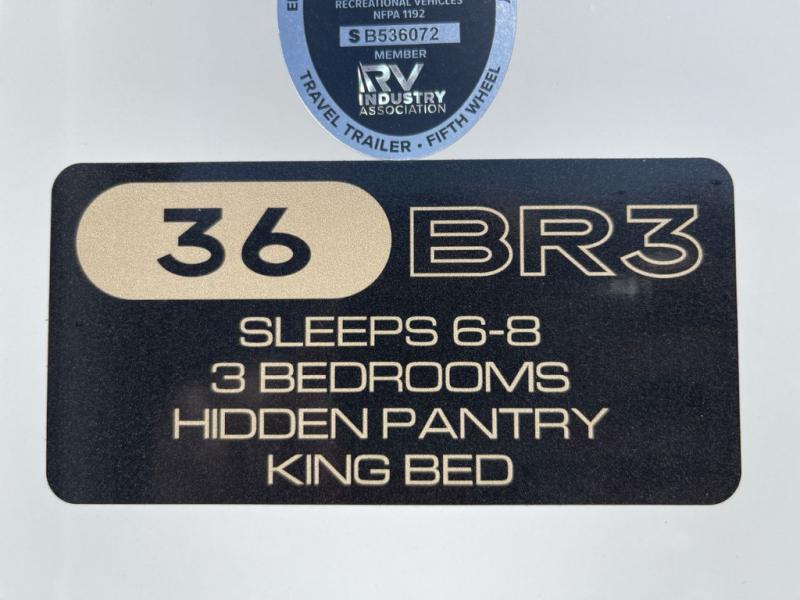 RECREATIONAL VEHICLES
NFPA 1192
S B536072
MEMBER
RV
INDUSTRY
ASSOCIATION
TRAVEL TRAILER • FIFTH WHEEL
36 BR3
SLEEPS 6-8
3 BEDROOMS
HIDDEN PANTRY
KING BED